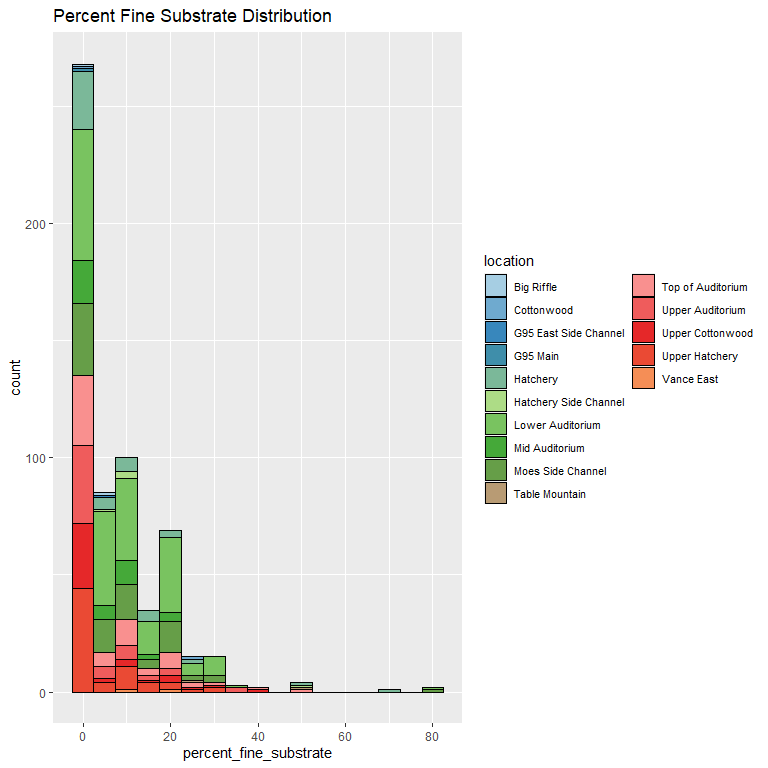 Percent Fine Substrate Distribution
count
200
100
0
0
20
40
60
80
percent_fine_substrate
location
Big Riffle
Cottonwood
G95 East Side Channel
G95 Main
Hatchery
Hatchery Side Channel
Lower Auditorium
Mid Auditorium
Moes Side Channel
Table Mountain
Top of Auditorium
Upper Auditorium
Upper Cottonwood
Upper Hatchery
Vance East